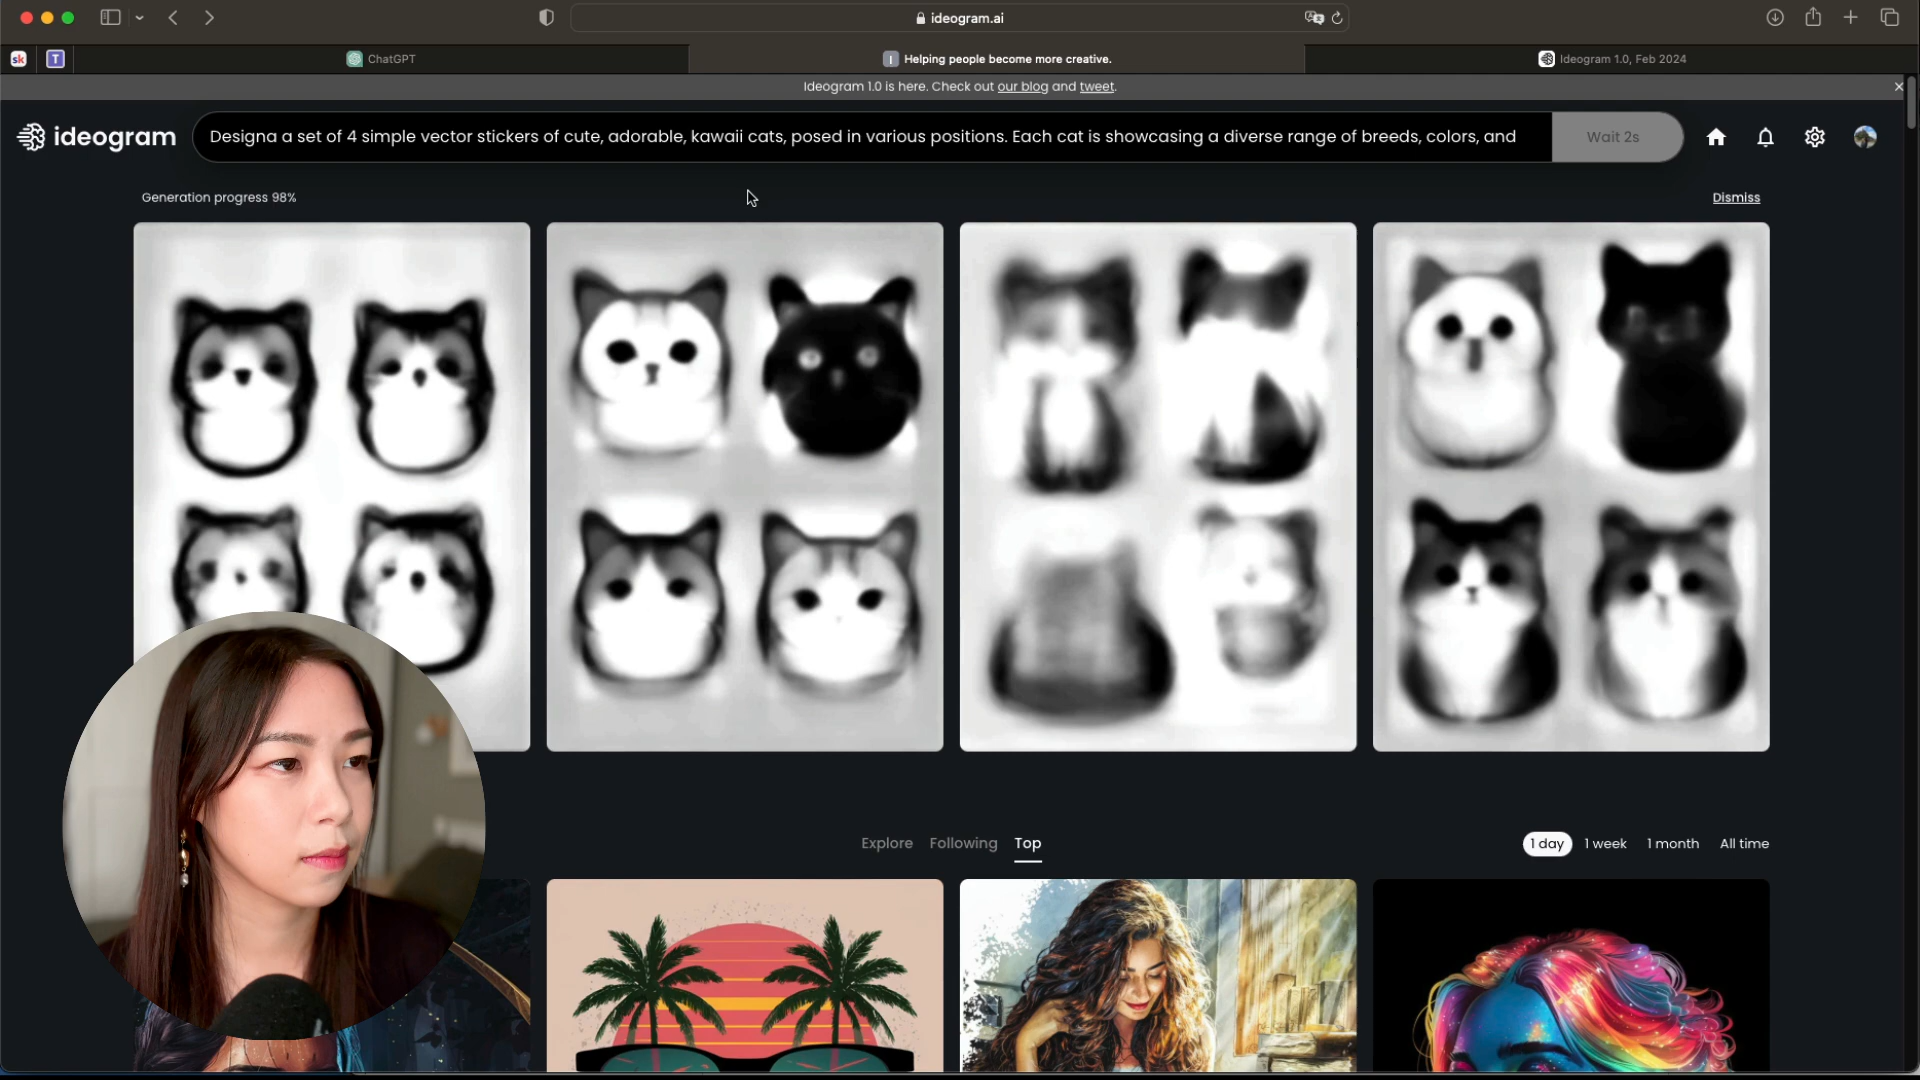 ideogram.ai
sk
T
ChatGPT
I
Helping people become more creative.
Ideogram 1.0, Feb 2024
Ideogram 1.0 is here. Check out our blog and tweet.
ideogram
Designa a set of 4 simple vector stickers of cute, adorable, kawaii cats, posed in various positions. Each cat is showcasing a diverse range of breeds, colors, and
Wait 2s
Generation progress 98%
Dismiss
Explore
Following
Top
1 day
1 week
1 month
All time